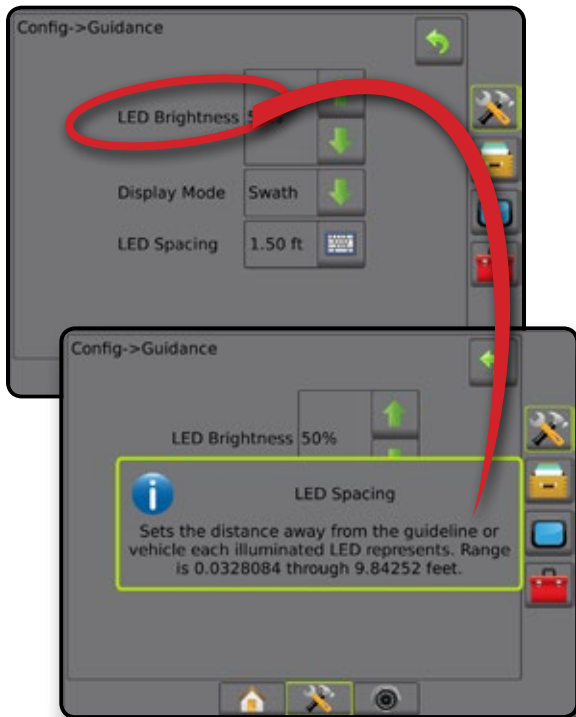 Config->Guidance
LED Brightness
Display Mode Swath
LED Spacing 1.50 ft
Config->Guidance
LED Brightness 50%
LED Spacing
Sets the distance away from the guideline or
vehicle each illuminated LED represents. Range
is 0.0328084 through 9.84252 feet.